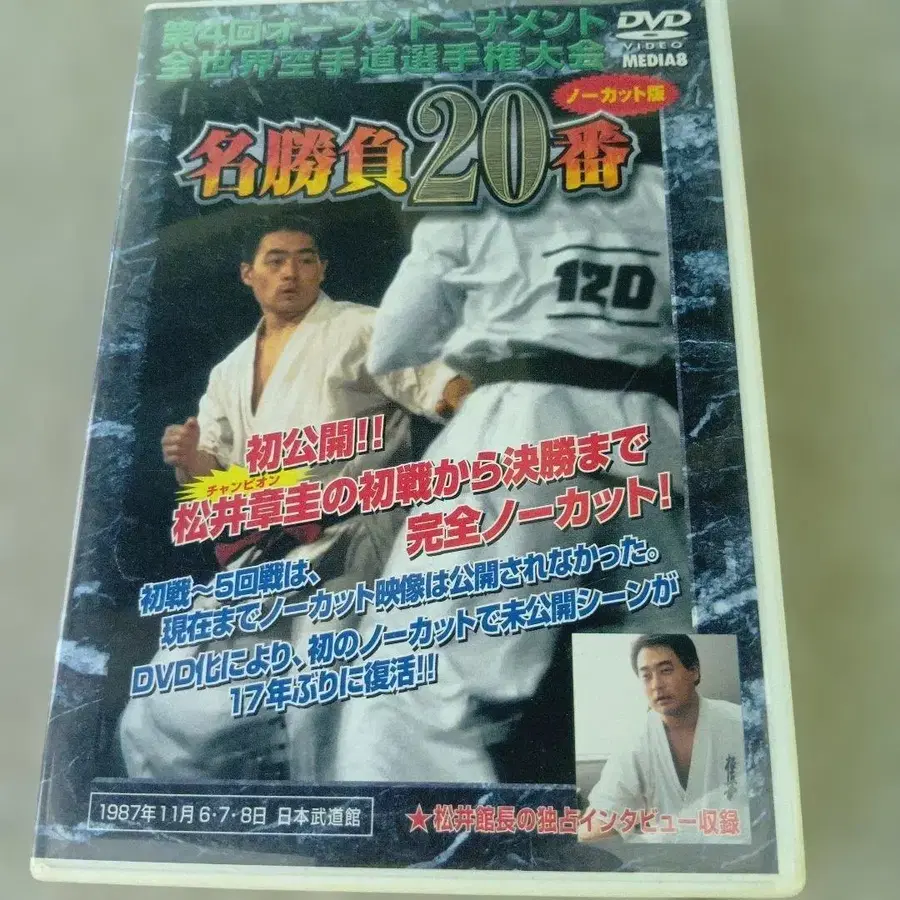 第4回オープントーナメント
全世界空手道選手権大会
DVD
VIDEO
MEDIA8
ノーカット版
名勝負20番
120
初公開!!
チャンピオン
松井章圭の初戦から決勝まで
完全ノーカット!
初戦～5回戦は、
現在までノーカット映像は公開されなかった。
DVD化により、初のノーカットで未公開シーンが
17年ぶりに復活!!
極真会
1987年11月6・7・8日 日本武道館
★松井館長の独占インタビュー収録